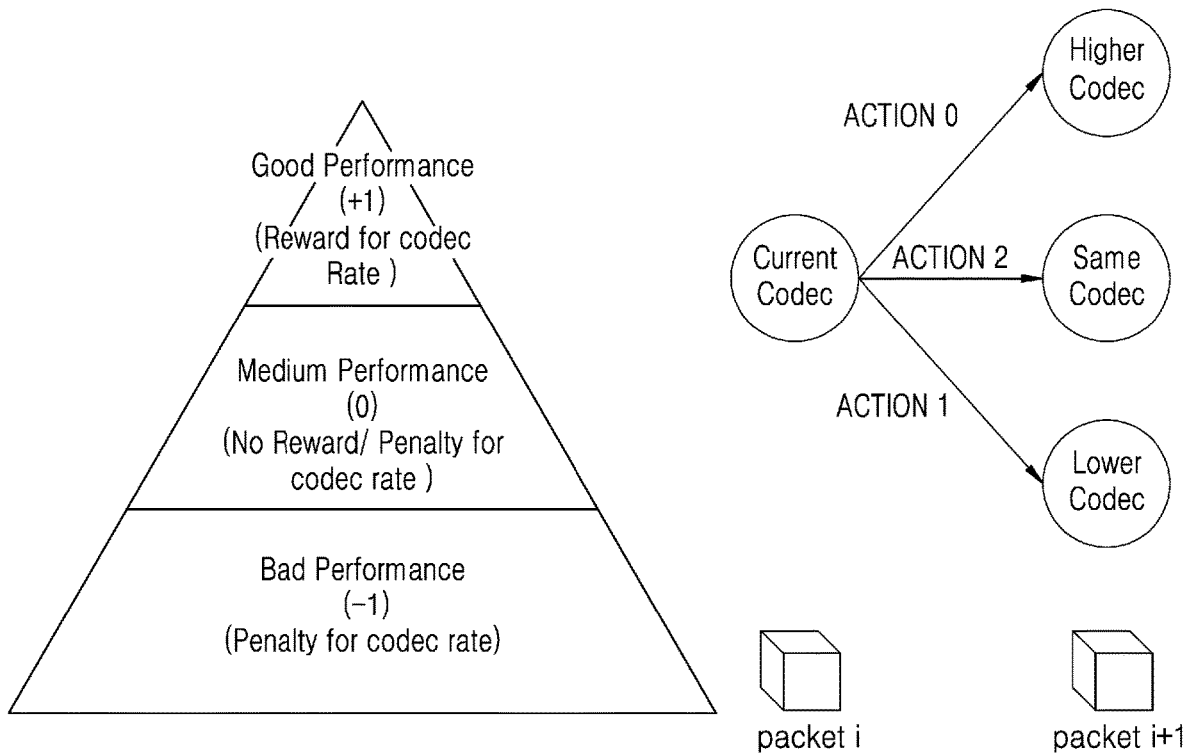 Good Performance
(+1)
(Reward for codec
Rate )
Medium Performance
(0)
(No Reward/ Penalty for
codec rate )
Bad Performance
(−1)
(Penalty for codec rate)
Higher
Codec
ACTION 0
Current
Codec
ACTION 2
Same
Codec
ACTION 1
Lower
Codec
packet i
packet i+1